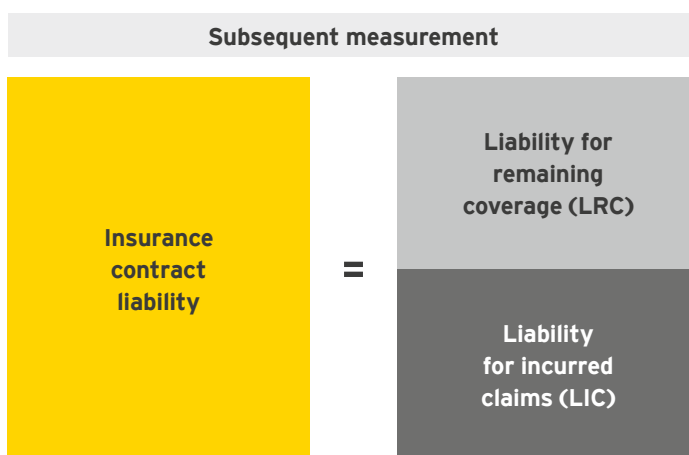 Subsequent measurement
Insurance
contract
liability
=
Liability for
remaining
coverage (LRC)
Liability
for incurred
claims (LIC)